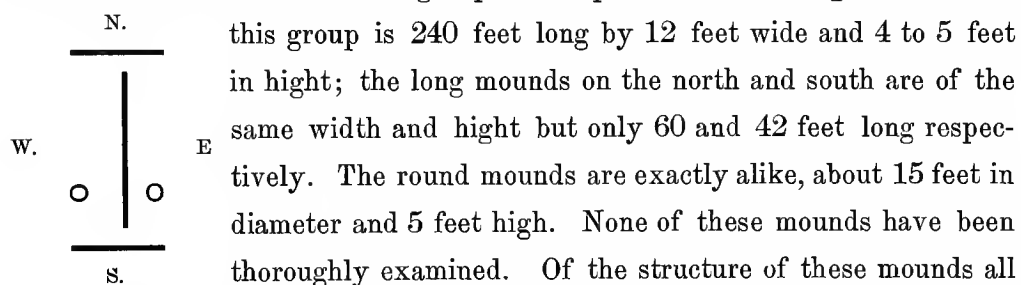 N.
W.
E
S.
this group is 240 feet long by 12 feet wide and 4 to 5 feet
in hight; the long mounds on the north and south are of the
same width and hight but only 60 and 42 feet long respec-
tively. The round mounds are exactly alike, about 15 feet in
diameter and 5 feet high. None of these mounds have been
thoroughly examined. Of the structure of these mounds all